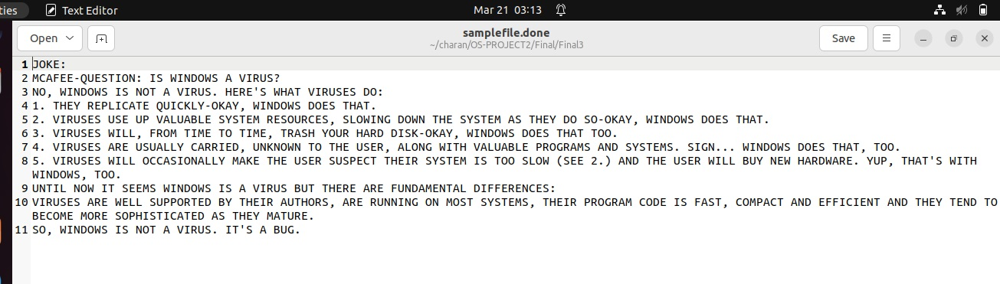 ties
Text Editor
Mar 21 03:13
Open
samplefile.done
~/charan/OS-PROJECT2/Final/Final3
Save
1 JOKE:
2 MCAFEE-QUESTION: IS WINDOWS A VIRUS?
3 NO, WINDOWS IS NOT A VIRUS. HERE'S WHAT VIRUSES DO:
4 1. THEY REPLICATE QUICKLY-OKAY, WINDOWS DOES THAT.
5 2. VIRUSES USE UP VALUABLE SYSTEM RESOURCES, SLOWING DOWN THE SYSTEM AS THEY DO SO-OKAY, WINDOWS DOES THAT.
6 3. VIRUSES WILL, FROM TIME TO TIME, TRASH YOUR HARD DISK-OKAY, WINDOWS DOES THAT TOO.
7 4. VIRUSES ARE USUALLY CARRIED, UNKNOWN TO THE USER, ALONG WITH VALUABLE PROGRAMS AND SYSTEMS. SIGN... WINDOWS DOES THAT, TOO.
8 5. VIRUSES WILL OCCASIONALLY MAKE THE USER SUSPECT THEIR SYSTEM IS TOO SLOW (SEE 2.) AND THE USER WILL BUY NEW HARDWARE. YUP, THAT'S WITH
WINDOWS, TOO.
9 UNTIL NOW IT SEEMS WINDOWS IS A VIRUS BUT THERE ARE FUNDAMENTAL DIFFERENCES:
10 VIRUSES ARE WELL SUPPORTED BY THEIR AUTHORS, ARE RUNNING ON MOST SYSTEMS, THEIR PROGRAM CODE IS FAST, COMPACT AND EFFICIENT AND THEY TEND TO
BECOME MORE SOPHISTICATED AS THEY MATURE.
11 SO, WINDOWS IS NOT A VIRUS. IT'S A BUG.